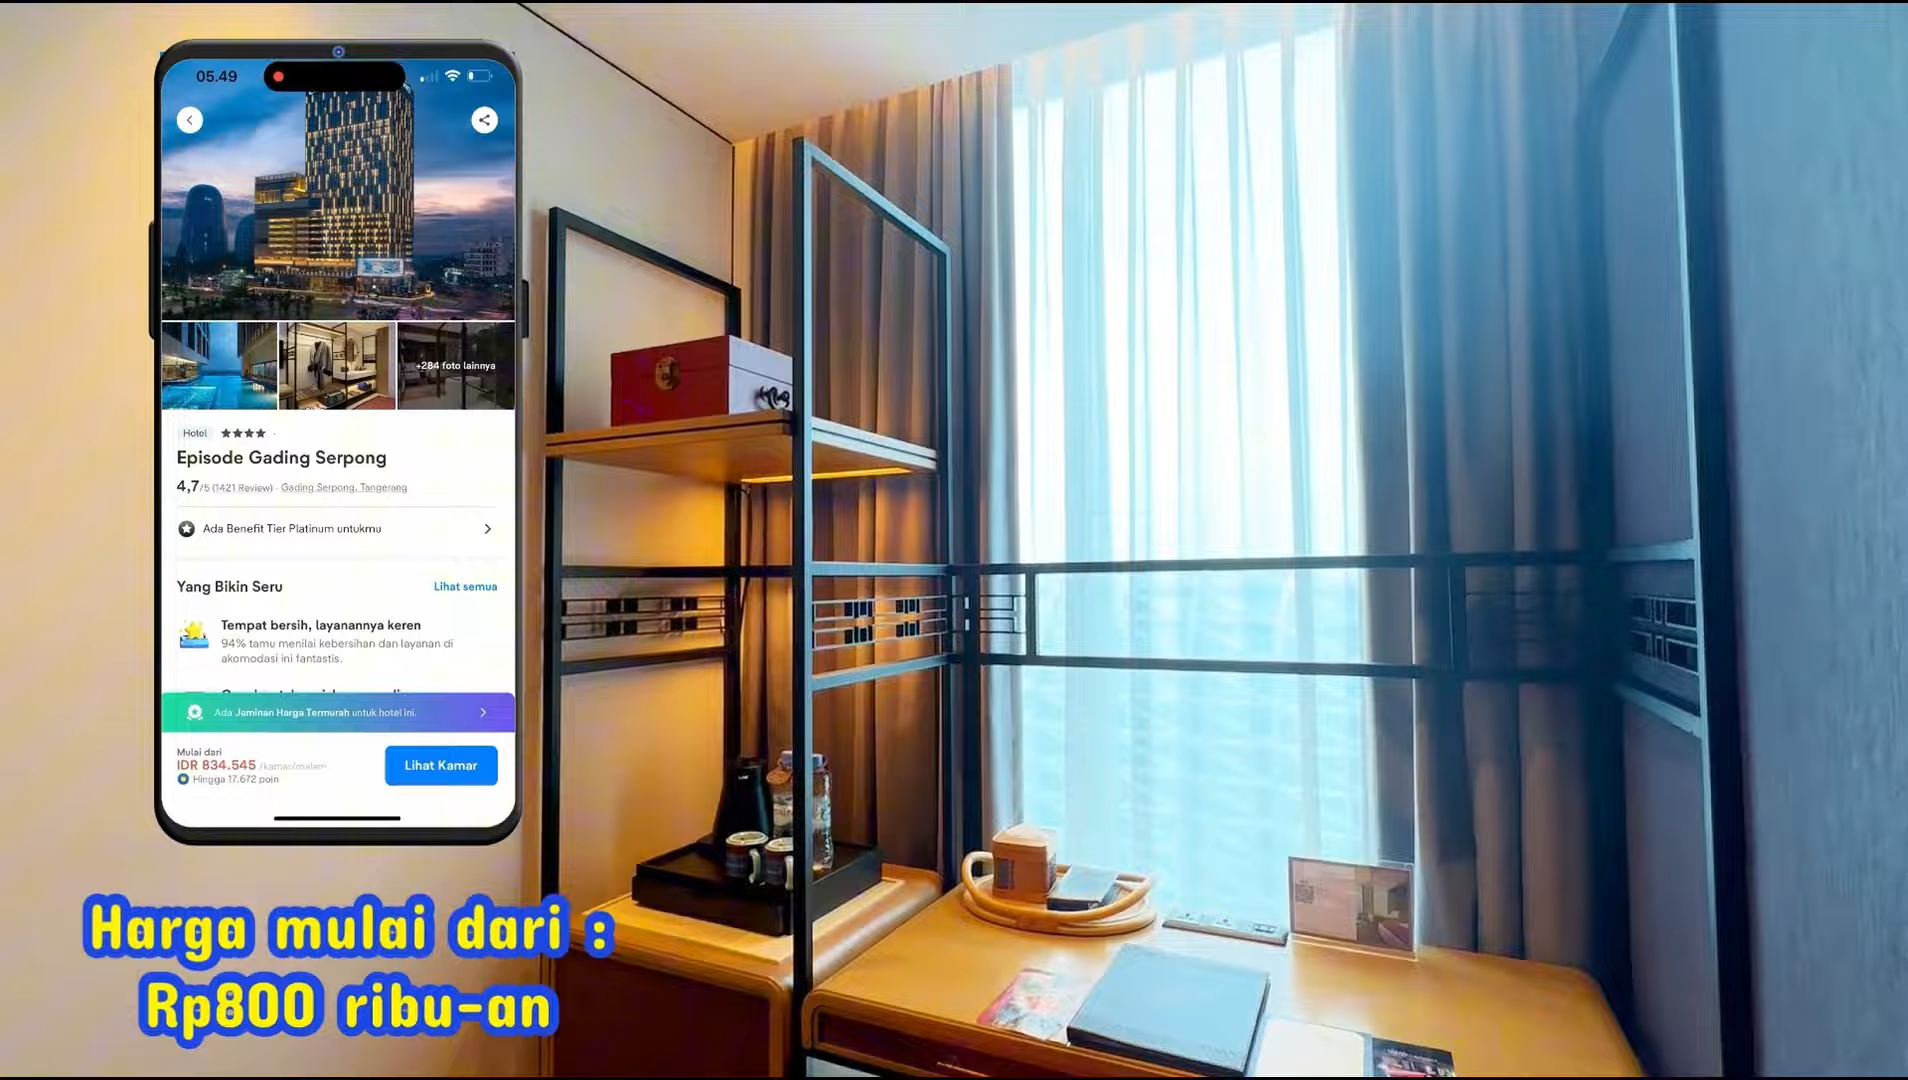 05.49
+284 foto lainnya
Hotel
Episode Gading Serpong
4,7/5 (1421 Review) · Gading Serpong, Tangerang
Ada Benefit Tier Platinum untukmu
Yang Bikin Seru
Lihat semua
Tempat bersih, layanannya keren
94% tamu menilai kebersihan dan layanan di
akomodasi ini fantastis.
Ada Jaminan Harga Termurah untuk hotel ini.
Mulai dari
IDR 834.545 /kamar/malam
Hingga 17.672 poin
Lihat Kamar
Harga mulai dari :
Rp800 ribu-an